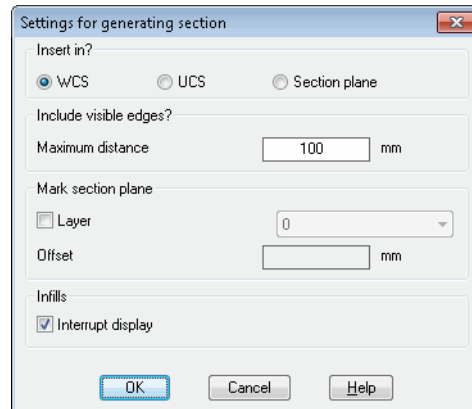 Settings for generating section
Insert in?
WCS UCS Section plane
Include visible edges?
Maximum distance 100 mm
Mark section plane
Layer 0
Offset mm
Infills
Interrupt display
OK Cancel Help